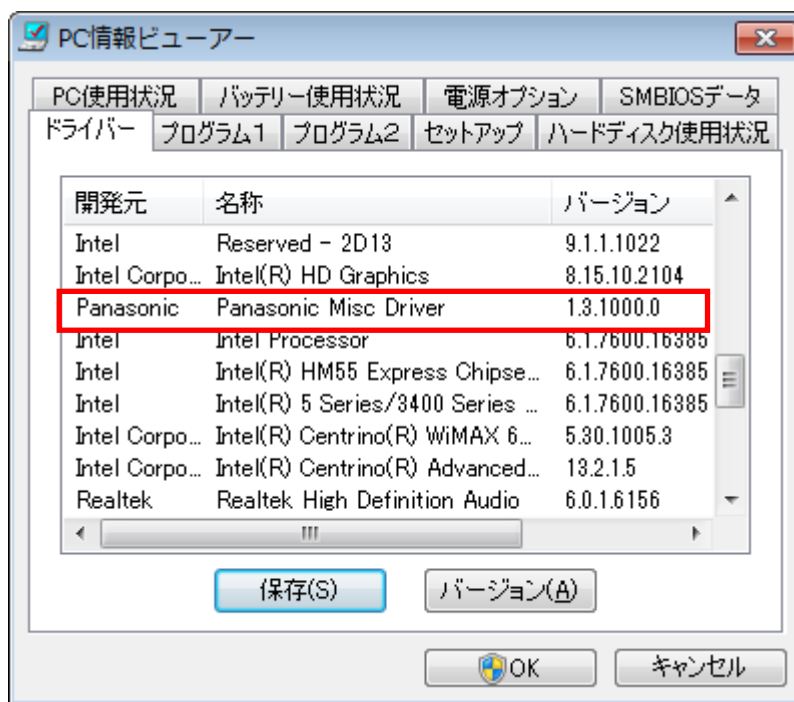 PC情報ビューアー
PC使用状況 バッテリー使用状況 電源オプション SMBIOSデータ
ドライバー プログラム1 プログラム2 セットアップ ハードディスク使用状況
開発元 名称 バージョン
Intel Reserved - 2D13 9.1.1.1022
Intel Corpo... Intel(R) HD Graphics 8.15.10.2104
Panasonic Panasonic Misc Driver 1.3.1000.0
Intel Intel Processor 6.1.7600.16385
Intel Intel(R) HM55 Express Chipse... 6.1.7600.16385
Intel Intel(R) 5 Series/3400 Series ... 6.1.7600.16385
Intel Corpo... Intel(R) Centrino(R) WiMAX 6... 5.30.1005.3
Intel Corpo... Intel(R) Centrino(R) Advanced... 13.2.1.5
Realtek Realtek High Definition Audio 6.0.1.6156
保存(S) バージョン(A)
OK キャンセル